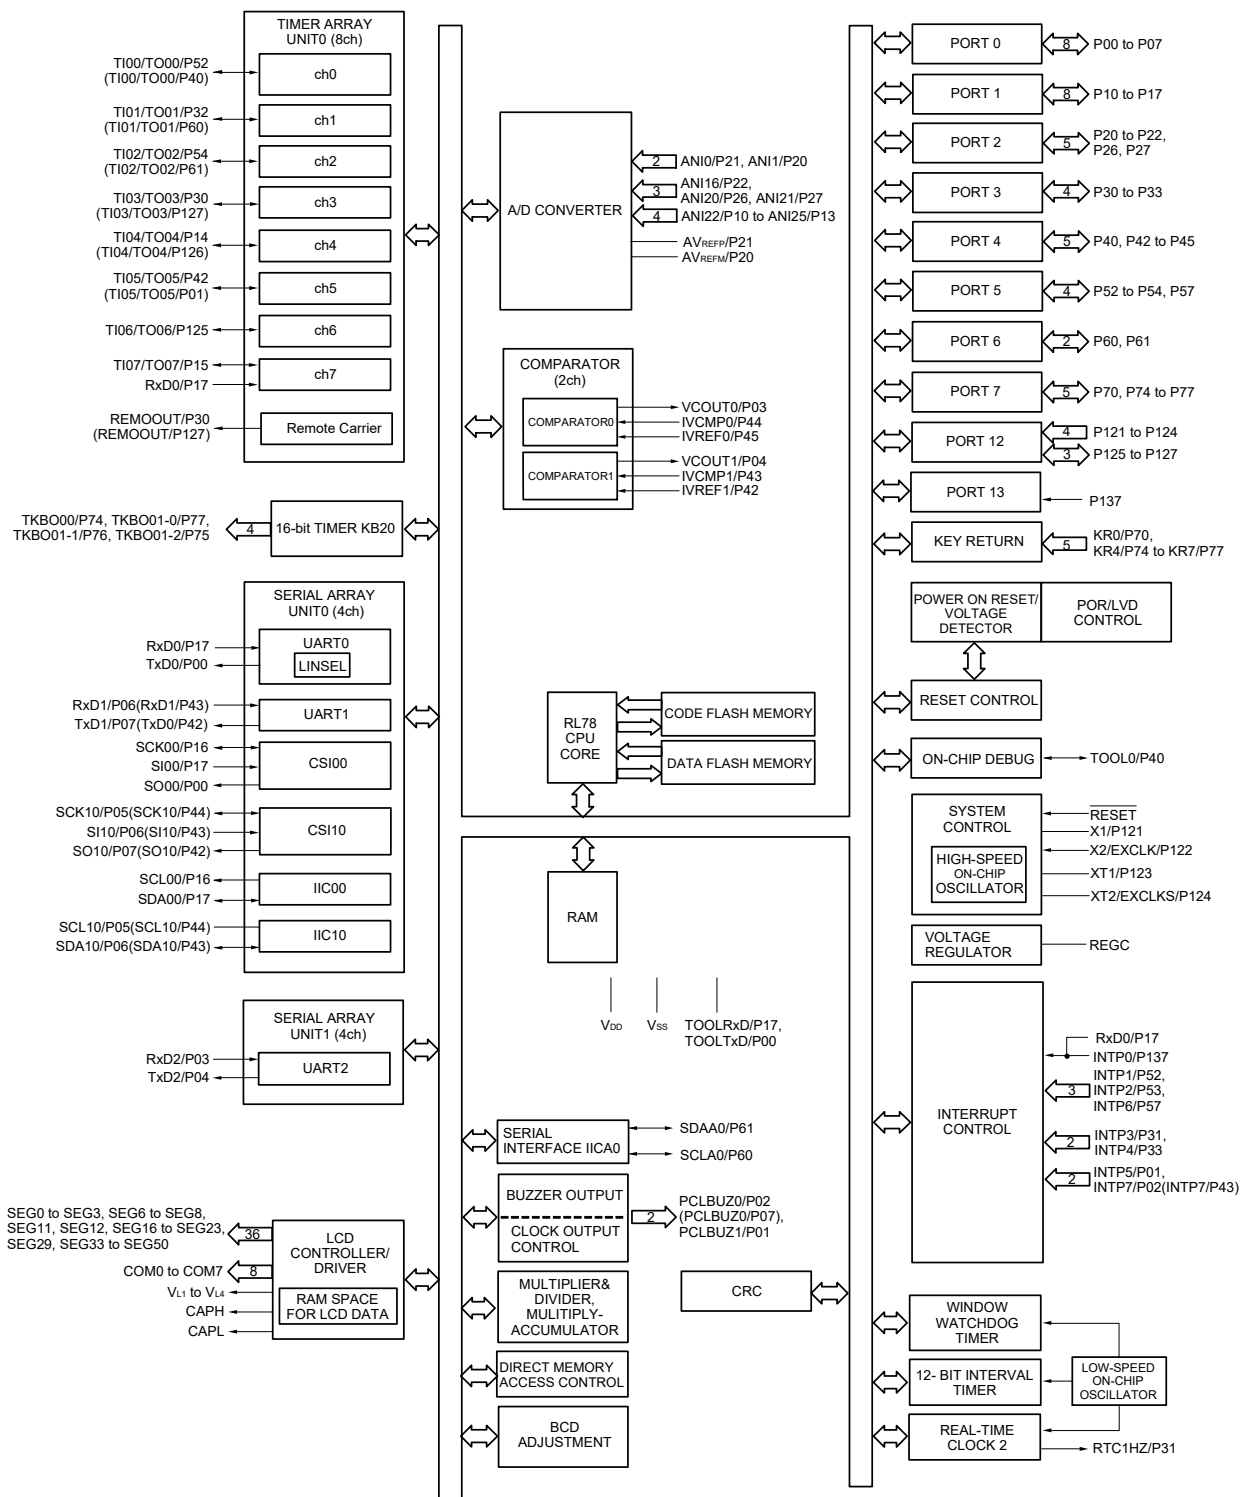 TIMER ARRAY
UNIT0 (8ch)
TI00/TO00/P52
(TI00/TO00/P40)
ch0
TI01/TO01/P32
(TI01/TO01/P60)
ch1
TI02/TO02/P54
(TI02/TO02/P61)
ch2
TI03/TO03/P30
(TI03/TO03/P127)
ch3
TI04/TO04/P14
(TI04/TO04/P126)
ch4
TI05/TO05/P42
(TI05/TO05/P01)
ch5
TI06/TO06/P125
ch6
TI07/TO07/P15
RxD0/P17
ch7
REMOOUT/P30
(REMOOUT/P127)
Remote Carrier
TKBO00/P74, TKBO01-0/P77,
TKBO01-1/P76, TKBO01-2/P75
4
16-bit TIMER KB20
SERIAL ARRAY
UNIT0 (4ch)
RxD0/P17
TxD0/P00
UART0
LINSEL
RxD1/P06(RxD1/P43)
TxD1/P07(TxD0/P42)
UART1
SCK00/P16
SI00/P17
SO00/P00
CSI00
SCK10/P05(SCK10/P44)
SI10/P06(SI10/P43)
SO10/P07(SO10/P42)
CSI10
SCL00/P16
SDA00/P17
IIC00
SCL10/P05(SCL10/P44)
SDA10/P06(SDA10/P43)
IIC10
SERIAL ARRAY
UNIT1 (4ch)
RxD2/P03
TxD2/P04
UART2
SEG0 to SEG3, SEG6 to SEG8,
SEG11, SEG12, SEG16 to SEG23,
SEG29, SEG33 to SEG50
36
COM0 to COM7
8
VL1 to VL4
CAPH
CAPL
LCD
CONTROLLER/
DRIVER
RAM SPACE
FOR LCD DATA
A/D CONVERTER
2
ANI0/P21, ANI1/P20
3
ANI16/P22,
ANI20/P26, ANI21/P27
4
ANI22/P10 to ANI25/P13
AVREFP/P21
AVREFM/P20
COMPARATOR
(2ch)
COMPARATOR0
VCOUT0/P03
IVCMP0/P44
IVREF0/P45
COMPARATOR1
VCOUT1/P04
IVCMP1/P43
IVREF1/P42
RL78
CPU
CORE
CODE FLASH MEMORY
DATA FLASH MEMORY
RAM
VDD
VSS
TOOLRxD/P17,
TOOLTxD/P00
SERIAL
INTERFACE IICA0
SDAA0/P61
SCLA0/P60
BUZZER OUTPUT
CLOCK OUTPUT
CONTROL
2
PCLBUZ0/P02
(PCLBUZ0/P07),
PCLBUZ1/P01
MULTIPLIER&
DIVIDER,
MULITIPLY-
ACCUMULATOR
CRC
DIRECT MEMORY
ACCESS CONTROL
BCD
ADJUSTMENT
PORT 0
8
P00 to P07
PORT 1
8
P10 to P17
PORT 2
5
P20 to P22,
P26, P27
PORT 3
4
P30 to P33
PORT 4
5
P40, P42 to P45
PORT 5
4
P52 to P54, P57
PORT 6
2
P60, P61
PORT 7
5
P70, P74 to P77
PORT 12
4
P121 to P124
3
P125 to P127
PORT 13
P137
KEY RETURN
5
KR0/P70,
KR4/P74 to KR7/P77
POWER ON RESET/
VOLTAGE
DETECTOR
POR/LVD
CONTROL
RESET CONTROL
ON-CHIP DEBUG
TOOL0/P40
SYSTEM
CONTROL
HIGH-SPEED
ON-CHIP
OSCILLATOR
RESET
X1/P121
X2/EXCLK/P122
XT1/P123
XT2/EXCLKS/P124
VOLTAGE
REGULATOR
REGC
INTERRUPT
CONTROL
RxD0/P17
INTP0/P137
3
INTP1/P52,
INTP2/P53,
INTP6/P57
2
INTP3/P31,
INTP4/P33
2
INTP5/P01,
INTP7/P02(INTP7/P43)
WINDOW
WATCHDOG
TIMER
12- BIT INTERVAL
TIMER
LOW-SPEED
ON-CHIP
OSCILLATOR
REAL-TIME
CLOCK 2
RTC1HZ/P31